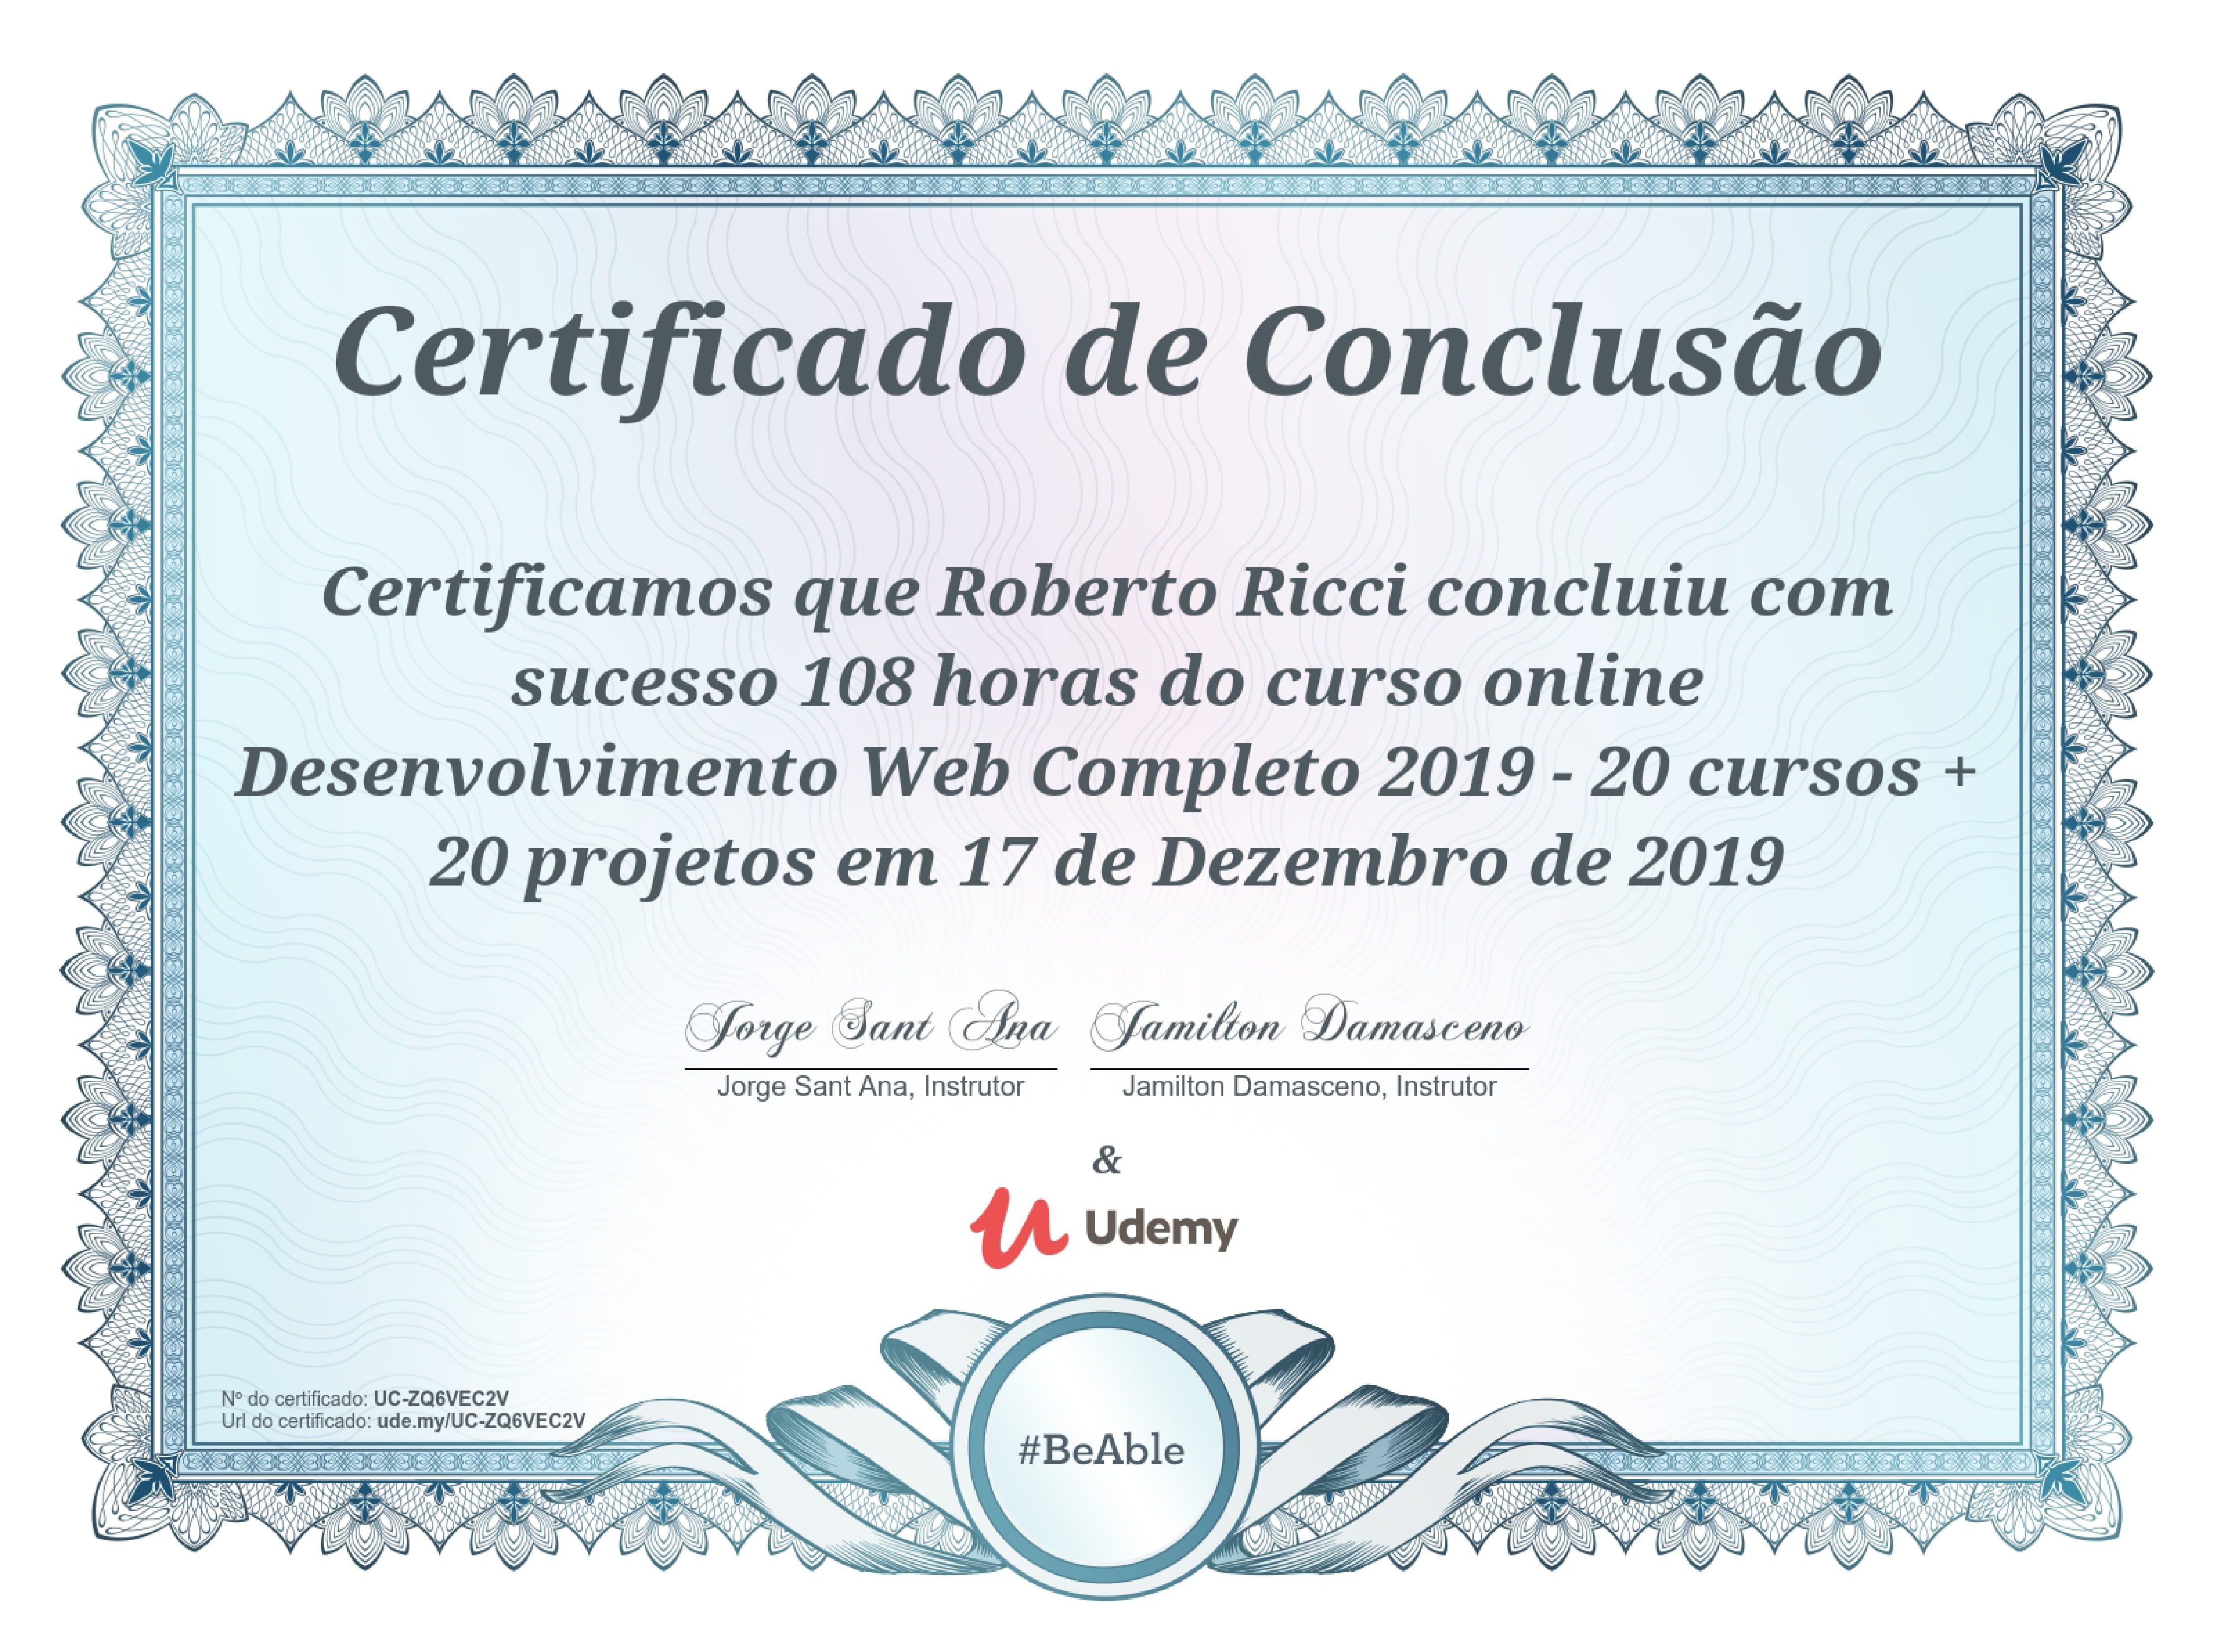 Certificado de Conclusão
Certificamos que Roberto Ricci concluiu com
sucesso 108 horas do curso online
Desenvolvimento Web Completo 2019 - 20 cursos +
20 projetos em 17 de Dezembro de 2019
Jorge Sant Ana Jamilton Damasceno
Jorge Sant Ana, Instrutor Jamilton Damasceno, Instrutor
&
Udemy
Nº do certificado: UC-ZQ6VEC2V
Url do certificado: ude.my/UC-ZQ6VEC2V
#BeAble